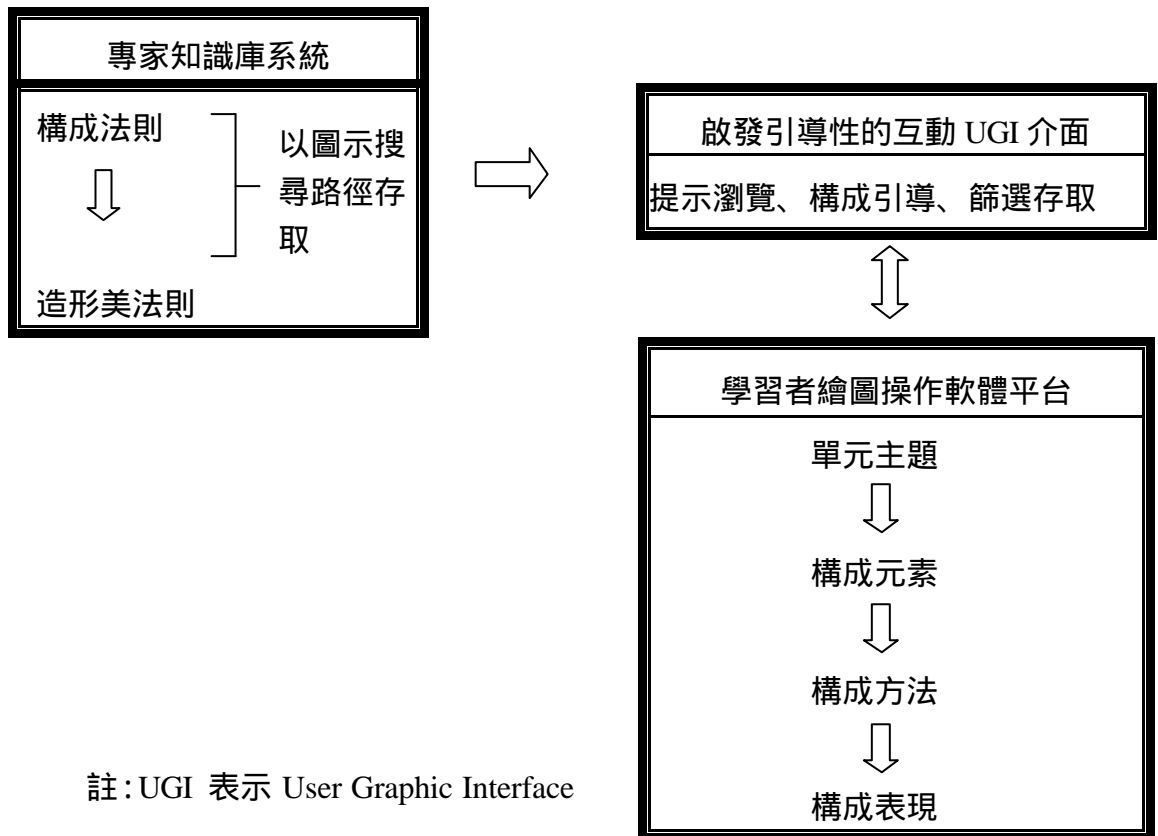 專家知識庫系統
構成法則
造形美法則
以圖示搜
尋路徑存
取
啟發引導性的互動 UGI 介面
提示瀏覽、構成引導、篩選存取
學習者繪圖操作軟體平台
單元主題
構成元素
構成方法
構成表現
註:UGI 表示 User Graphic Interface